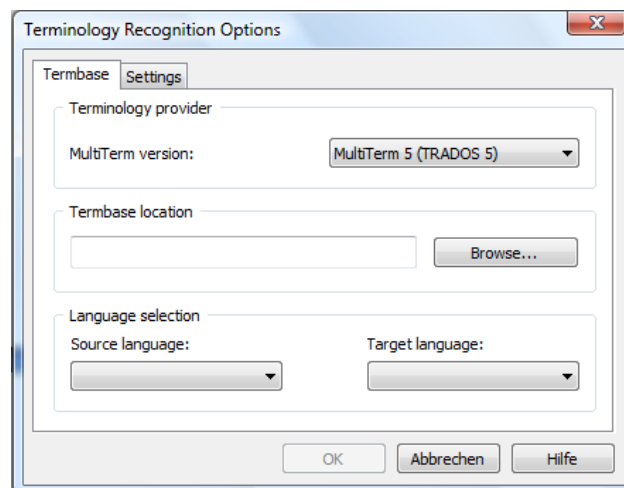 Terminology Recognition Options
Termbase Settings
Terminology provider
MultiTerm version: MultiTerm 5 (TRADOS 5)
Termbase location
Browse...
Language selection
Source language: Target language:
OK Abbrechen Hilfe